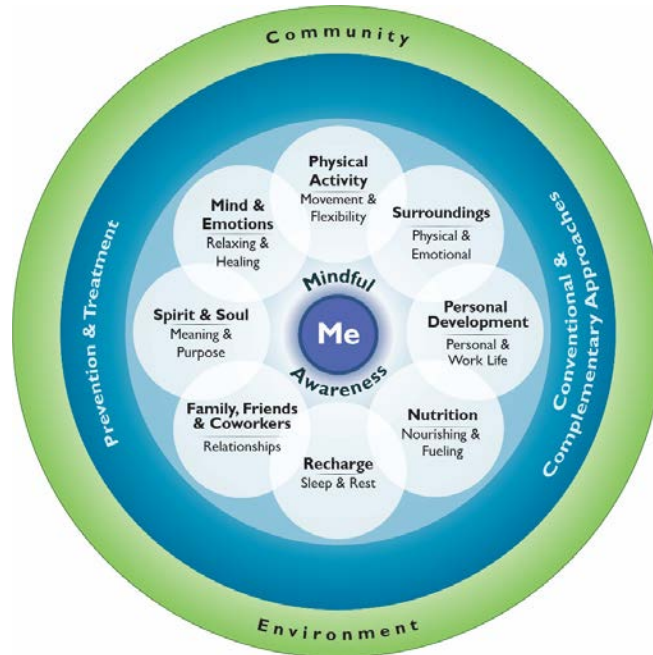 Community
Physical
Activity
Movement &
Flexibility
Mind &
Emotions
Relaxing &
Healing
Surroundings
Physical &
Emotional
Prevention & Treatment
Conventional &
Complementary Approaches
Mindful
Me
Awareness
Spirit & Soul
Meaning &
Purpose
Personal
Development
Personal &
Work Life
Family, Friends
& Coworkers
Relationships
Nutrition
Nourishing &
Fueling
Recharge
Sleep & Rest
Environment